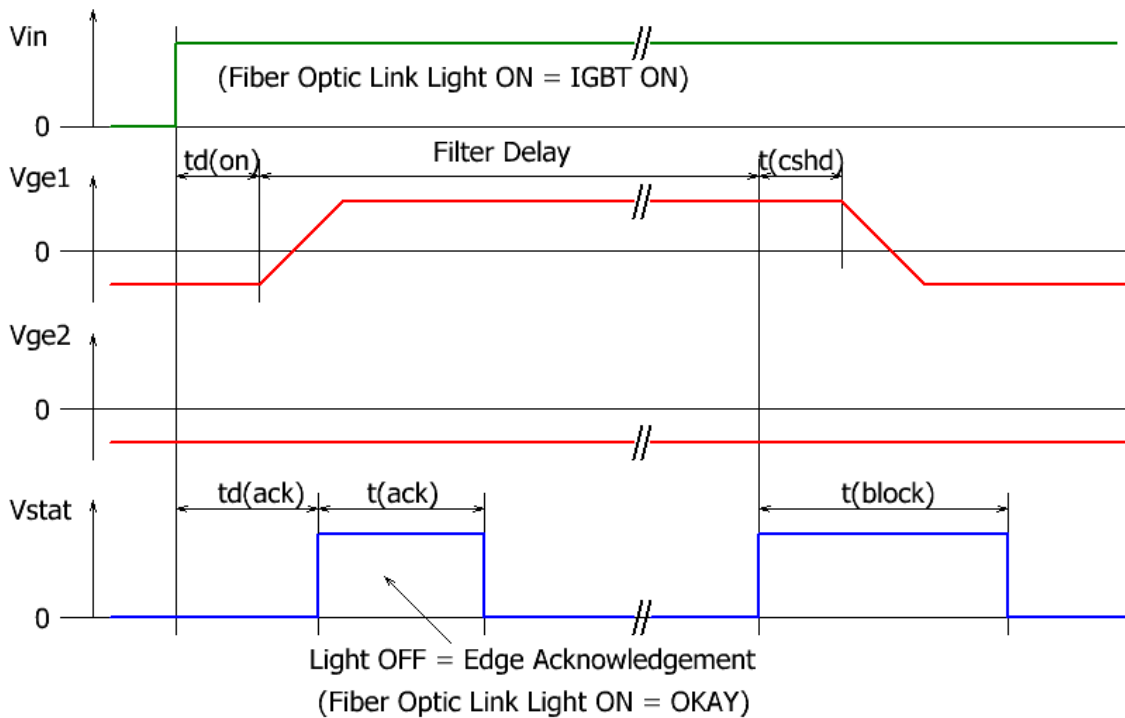 Vin
(Fiber Optic Link Light ON = IGBT ON)
0
td(on)
Filter Delay
t(cshd)
Vge1
0
Vge2
0
td(ack)
t(ack)
t(block)
Vstat
0
Light OFF = Edge Acknowledgement
(Fiber Optic Link Light ON = OKAY)